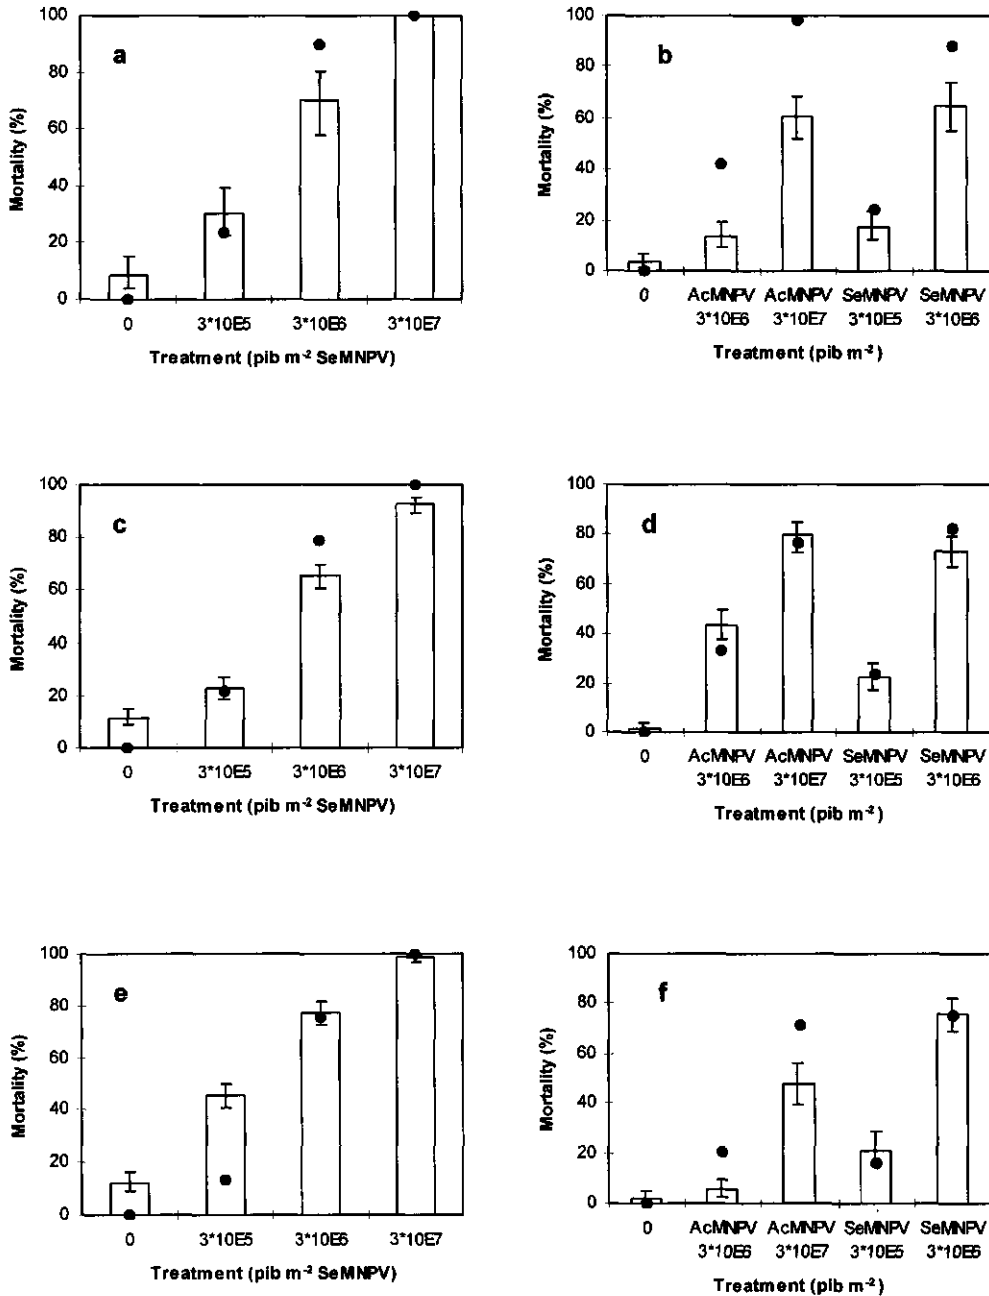 a
Mortality (%)
100
80
60
40
20
0
0 3*10E5 3*10E6 3*10E7
Treatment (pib m⁻² SeMNPV)
b
Mortality (%)
100
80
60
40
20
0
0 AcMNPV AcMNPV SeMNPV SeMNPV
3*10E6 3*10E7 3*10E5 3*10E6
Treatment (pib m⁻²)
c
Mortality (%)
100
80
60
40
20
0
0 3*10E5 3*10E6 3*10E7
Treatment (pib m⁻² SeMNPV)
d
Mortality (%)
100
80
60
40
20
0
0 AcMNPV AcMNPV SeMNPV SeMNPV
3*10E6 3*10E7 3*10E5 3*10E6
Treatment (pib m⁻²)
e
Mortality (%)
100
80
60
40
20
0
0 3*10E5 3*10E6 3*10E7
Treatment (pib m⁻² SeMNPV)
f
Mortality (%)
100
80
60
40
20
0
0 AcMNPV AcMNPV SeMNPV SeMNPV
3*10E6 3*10E7 3*10E5 3*10E6
Treatment (pib m⁻²)